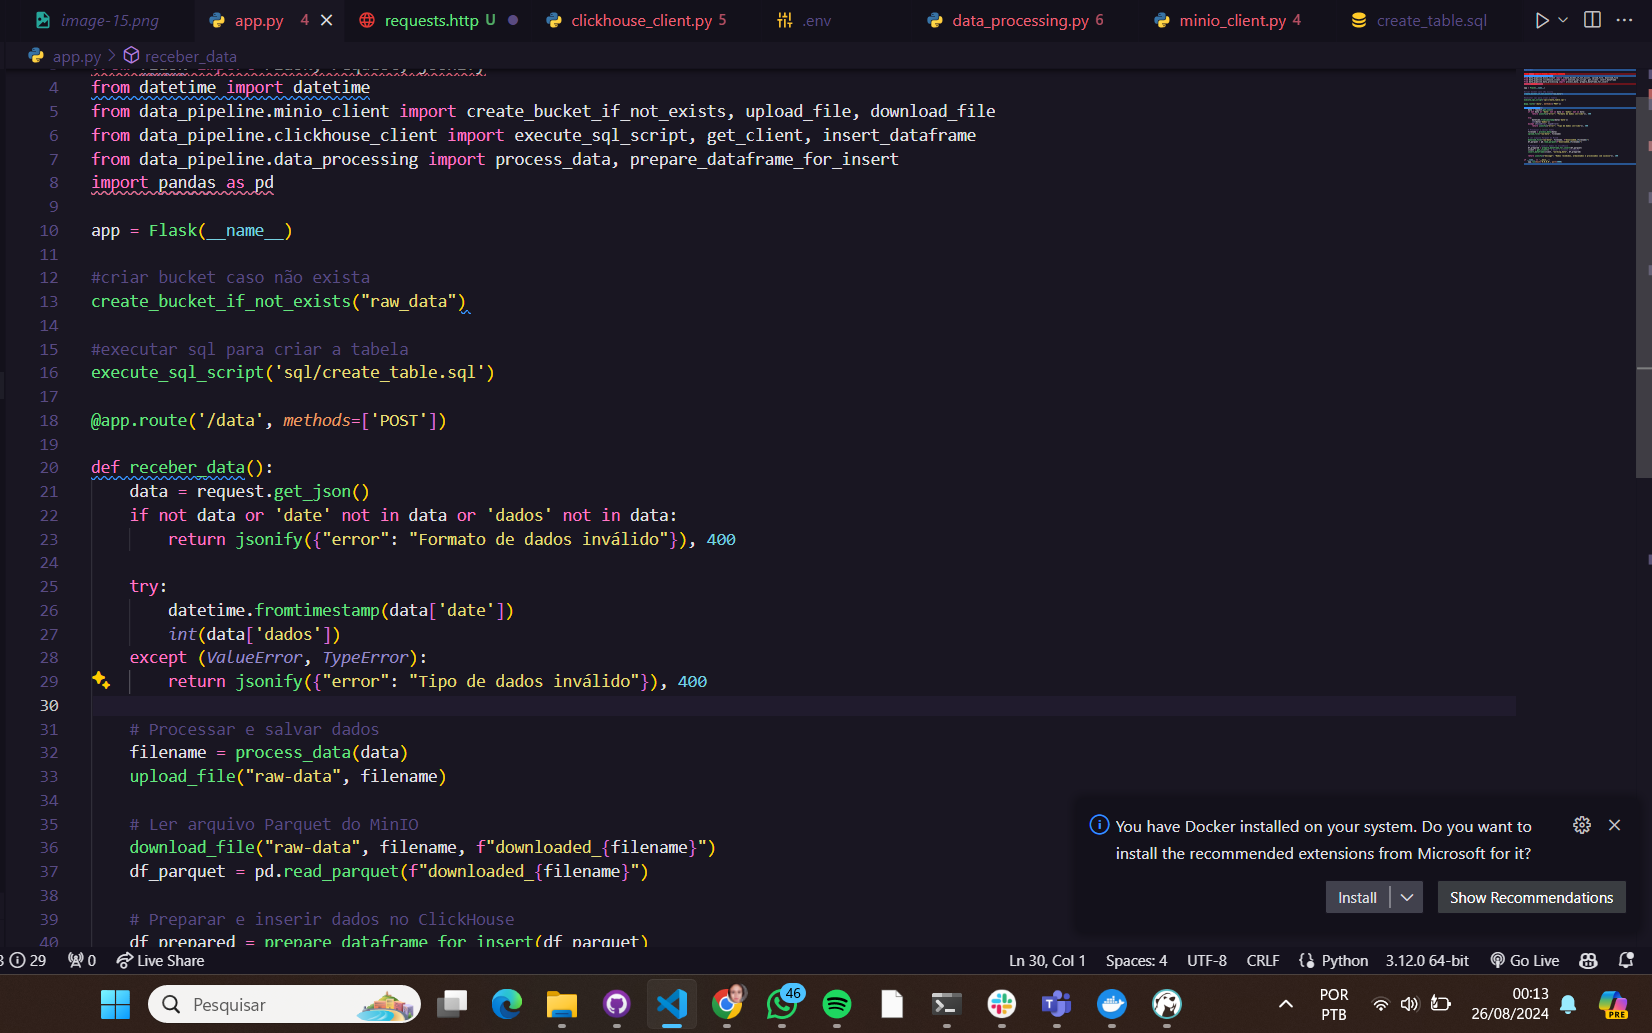 image-15.png app.py 4 requests.http U clickhouse_client.py 5 .env data_processing.py 6 minio_client.py 4 create_table.sql
app.py > receber_data
4 from datetime import datetime
5 from data_pipeline.minio_client import create_bucket_if_not_exists, upload_file, download_file
6 from data_pipeline.clickhouse_client import execute_sql_script, get_client, insert_dataframe
7 from data_pipeline.data_processing import process_data, prepare_dataframe_for_insert
8 import pandas as pd
9
10 app = Flask(__name__)
11
12 #criar bucket caso não exista
13 create_bucket_if_not_exists("raw_data")
14
15 #executar sql para criar a tabela
16 execute_sql_script('sql/create_table.sql')
17
18 @app.route('/data', methods=['POST'])
19
20 def receber_data():
21 data = request.get_json()
22 if not data or 'date' not in data or 'dados' not in data:
23 return jsonify({"error": "Formato de dados inválido"}), 400
24
25 try:
26 datetime.fromtimestamp(data['date'])
27 int(data['dados'])
28 except (ValueError, TypeError):
29 return jsonify({"error": "Tipo de dados inválido"}), 400
30
31 # Processar e salvar dados
32 filename = process_data(data)
33 upload_file("raw-data", filename)
34
35 # Ler arquivo Parquet do MinIO
36 download_file("raw-data", filename, f"downloaded_{filename}")
37 df_parquet = pd.read_parquet(f"downloaded_{filename}")
38
39 # Preparar e inserir dados no ClickHouse
40 df_prepared = prepare_dataframe_for_insert(df_parquet)
You have Docker installed on your system. Do you want to
install the recommended extensions from Microsoft for it?
Install Show Recommendations
29 0 Live Share Ln 30, Col 1 Spaces: 4 UTF-8 CRLF Python 3.12.0 64-bit Go Live
Pesquisar 46 POR PTB 00:13 26/08/2024 PRE